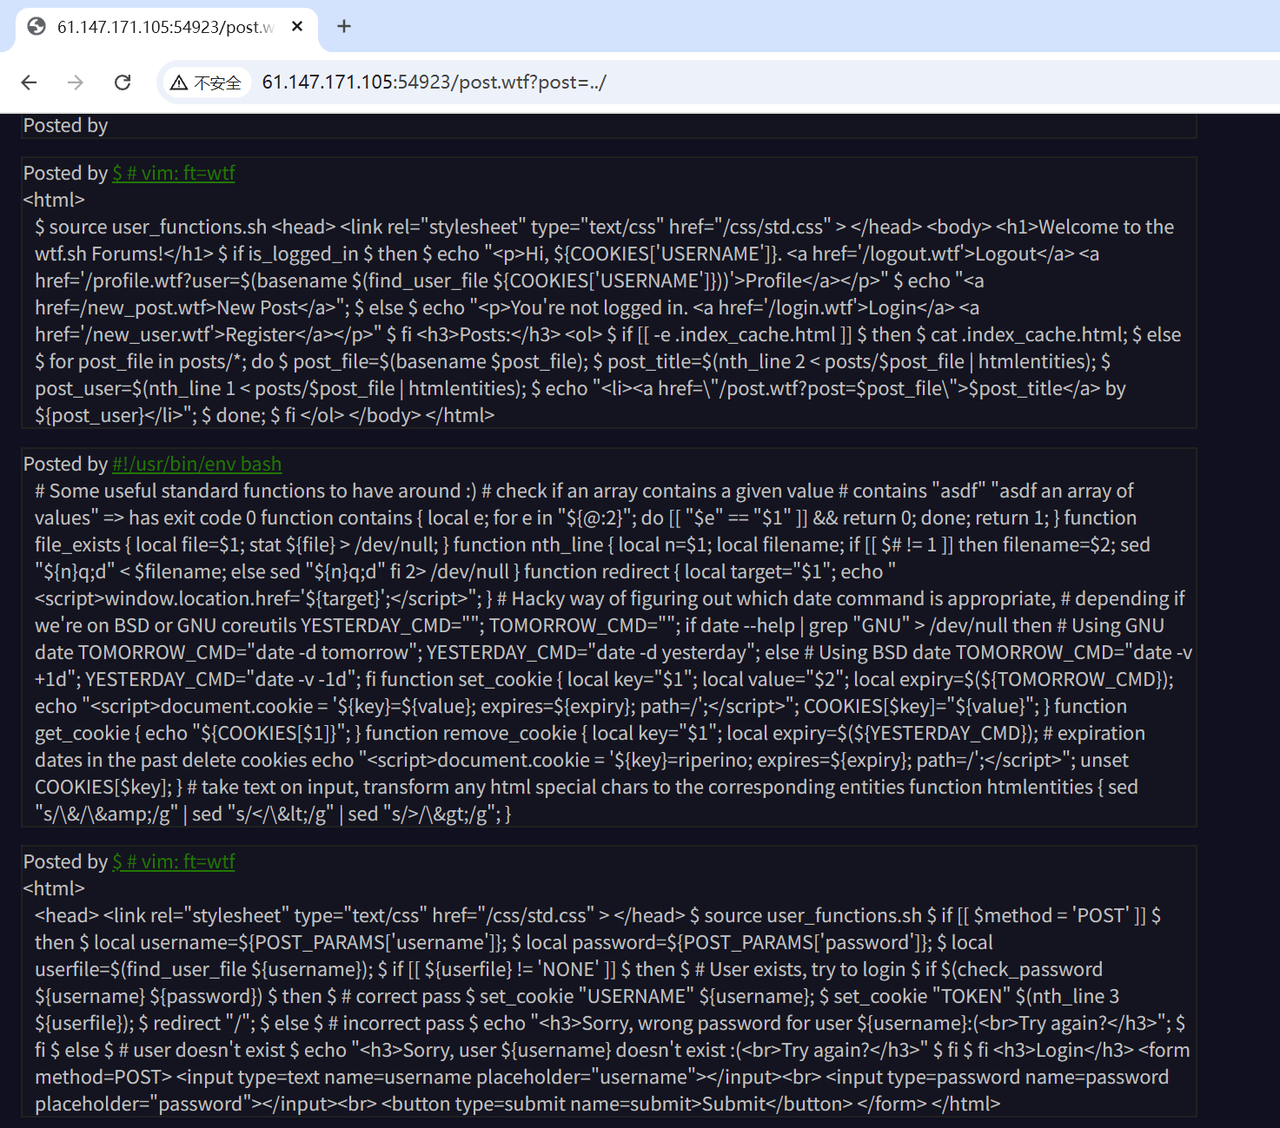 61.147.171.105:54923/post.w
不安全 61.147.171.105:54923/post.wtf?post=../
Posted by
Posted by $ # vim: ft=wtf
<html>
$ source user_functions.sh <head> <link rel="stylesheet" type="text/css" href="/css/std.css" > </head> <body> <h1>Welcome to the
wtf.sh Forums!</h1> $ if is_logged_in $ then $ echo "<p>Hi, ${COOKIES['USERNAME']}. <a href='/logout.wtf'>Logout</a> <a
href='/profile.wtf?user=$(basename $(find_user_file ${COOKIES['USERNAME']}))'>Profile</a></p>" $ echo "<a
href=/new_post.wtf>New Post</a>"; $ else $ echo "<p>You're not logged in. <a href='/login.wtf'>Login</a> <a
href='/new_user.wtf'>Register</a></p>" $ fi <h3>Posts:</h3> <ol> $ if [[ -e .index_cache.html ]] $ then $ cat .index_cache.html; $ else
$ for post_file in posts/*; do $ post_file=$(basename $post_file); $ post_title=$(nth_line 2 < posts/$post_file | htmlentities); $
post_user=$(nth_line 1 < posts/$post_file | htmlentities); $ echo "<li><a href=\"/post.wtf?post=$post_file\">$post_title</a> by
${post_user}</li>"; $ done; $ fi </ol> </body> </html>
Posted by #!/usr/bin/env bash
# Some useful standard functions to have around :) # check if an array contains a given value # contains "asdf" "asdf an array of
values" => has exit code 0 function contains { local e; for e in "${@:2}"; do [[ "$e" == "$1" ]] && return 0; done; return 1; } function
file_exists { local file=$1; stat ${file} > /dev/null; } function nth_line { local n=$1; local filename; if [[ $# != 1 ]] then filename=$2; sed
"${n}q;d" < $filename; else sed "${n}q;d" fi 2> /dev/null } function redirect { local target="$1"; echo "
<script>window.location.href='${target}';</script>"; } # Hacky way of figuring out which date command is appropriate, # depending if
we're on BSD or GNU coreutils YESTERDAY_CMD=""; TOMORROW_CMD=""; if date --help | grep "GNU" > /dev/null then # Using GNU
date TOMORROW_CMD="date -d tomorrow"; YESTERDAY_CMD="date -d yesterday"; else # Using BSD date TOMORROW_CMD="date -v
+1d"; YESTERDAY_CMD="date -v -1d"; fi function set_cookie { local key="$1"; local value="$2"; local expiry=$(${TOMORROW_CMD});
echo "<script>document.cookie = '${key}=${value}; expires=${expiry}; path=/';</script>"; COOKIES[$key]="${value}"; } function
get_cookie { echo "${COOKIES[$1]}"; } function remove_cookie { local key="$1"; local expiry=$(${YESTERDAY_CMD}); # expiration
dates in the past delete cookies echo "<script>document.cookie = '${key}=riperino; expires=${expiry}; path=/';</script>"; unset
COOKIES[$key]; } # take text on input, transform any html special chars to the corresponding entities function htmlentities { sed
"s/\&/\&amp;/g" | sed "s/</\&lt;/g" | sed "s/>/\&gt;/g"; }
Posted by $ # vim: ft=wtf
<html>
<head> <link rel="stylesheet" type="text/css" href="/css/std.css" > </head> $ source user_functions.sh $ if [[ $method = 'POST' ]] $
then $ local username=${POST_PARAMS['username']}; $ local password=${POST_PARAMS['password']}; $ local
userfile=$(find_user_file ${username}); $ if [[ ${userfile} != 'NONE' ]] $ then $ # User exists, try to login $ if $(check_password
${username} ${password}) $ then $ # correct pass $ set_cookie "USERNAME" ${username}; $ set_cookie "TOKEN" $(nth_line 3
${userfile}); $ redirect "/"; $ else $ # incorrect pass $ echo "<h3>Sorry, wrong password for user ${username}:(<br>Try again?</h3>"; $
fi $ else $ # user doesn't exist $ echo "<h3>Sorry, user ${username} doesn't exist :(<br>Try again?</h3>" $ fi $ fi <h3>Login</h3> <form
method=POST> <input type=text name=username placeholder="username"></input><br> <input type=password name=password
placeholder="password"></input><br> <button type=submit name=submit>Submit</button> </form> </html>